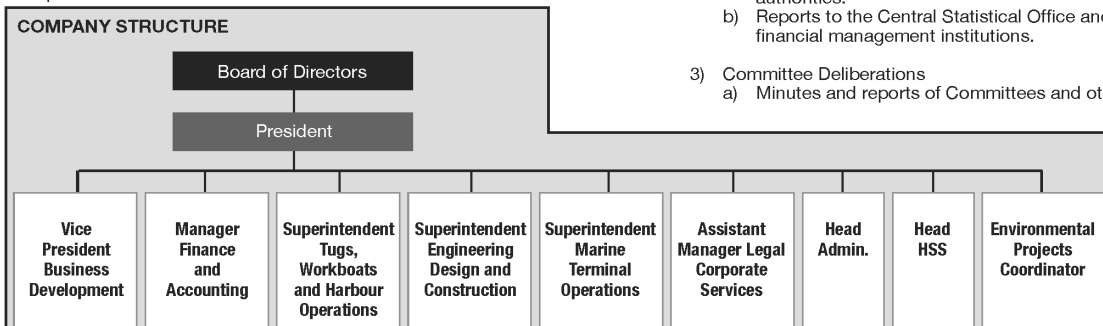 authorities.
b) Reports to the Central Statistical Office and
financial management institutions.
3) Committee Deliberations
a) Minutes and reports of Committees and
COMPANY STRUCTURE
Board of Directors
President
Vice
President
Business
Development
Manager
Finance
and
Accounting
Superintendent
Tugs,
Workboats
and Harbour
Operations
Superintendent
Engineering
Design and
Construction
Superintendent
Marine
Terminal
Operations
Assistant
Manager Legal
Corporate
Services
Head
Admin.
Head
HSS
Environmental
Projects
Coordinator